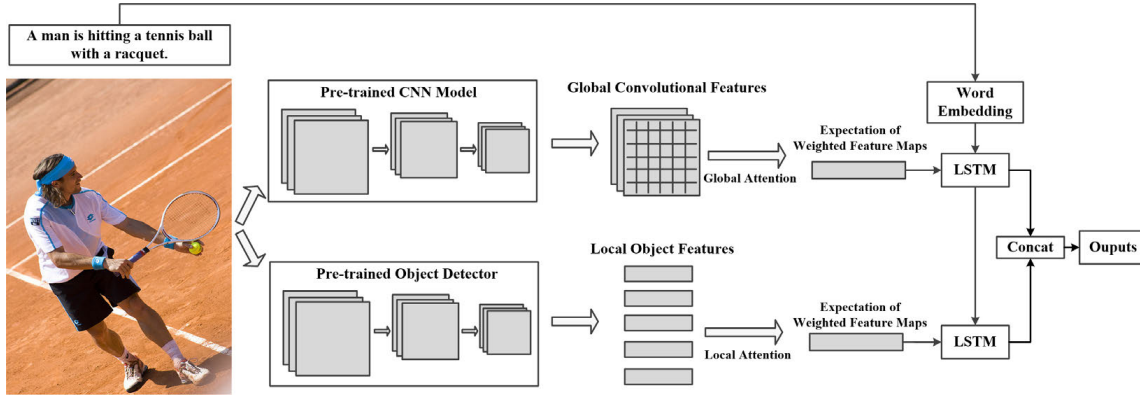 A man is hitting a tennis ball
with a racquet.
Pre-trained CNN Model
Global Convolutional Features
Word
Embedding
Expectation of
Weighted Feature Maps
Global Attention
LSTM
Concat
Ouputs
Pre-trained Object Detector
Local Object Features
Expectation of
Weighted Feature Maps
Local Attention
LSTM